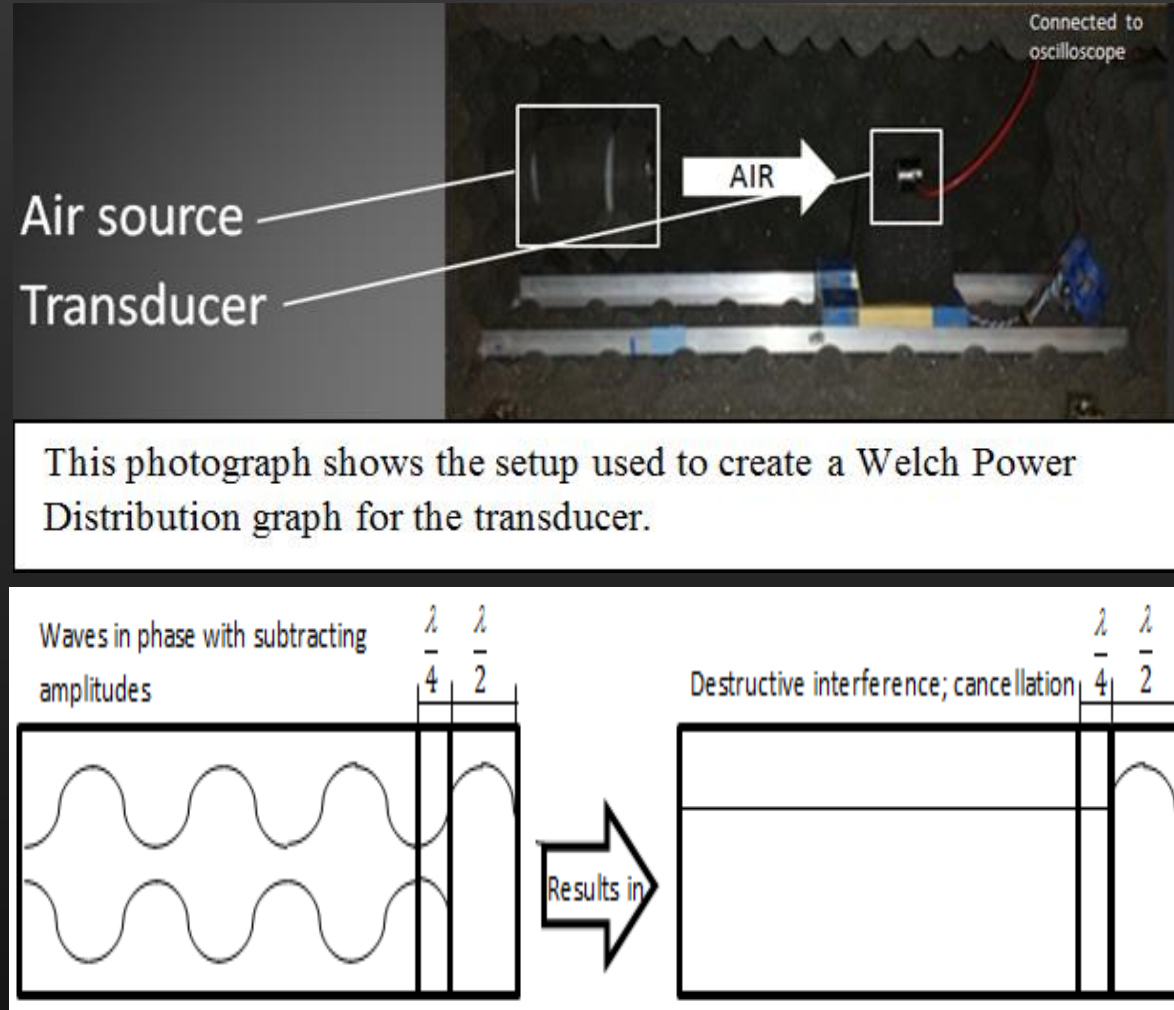 Connected to
oscilloscope
Air source
AIR
Transducer
This photograph shows the setup used to create a Welch Power
Distribution graph for the transducer.
Waves in phase with subtracting
amplitudes
λ/4
λ/2
Results in
Destructive interference; cancellation
λ/4
λ/2